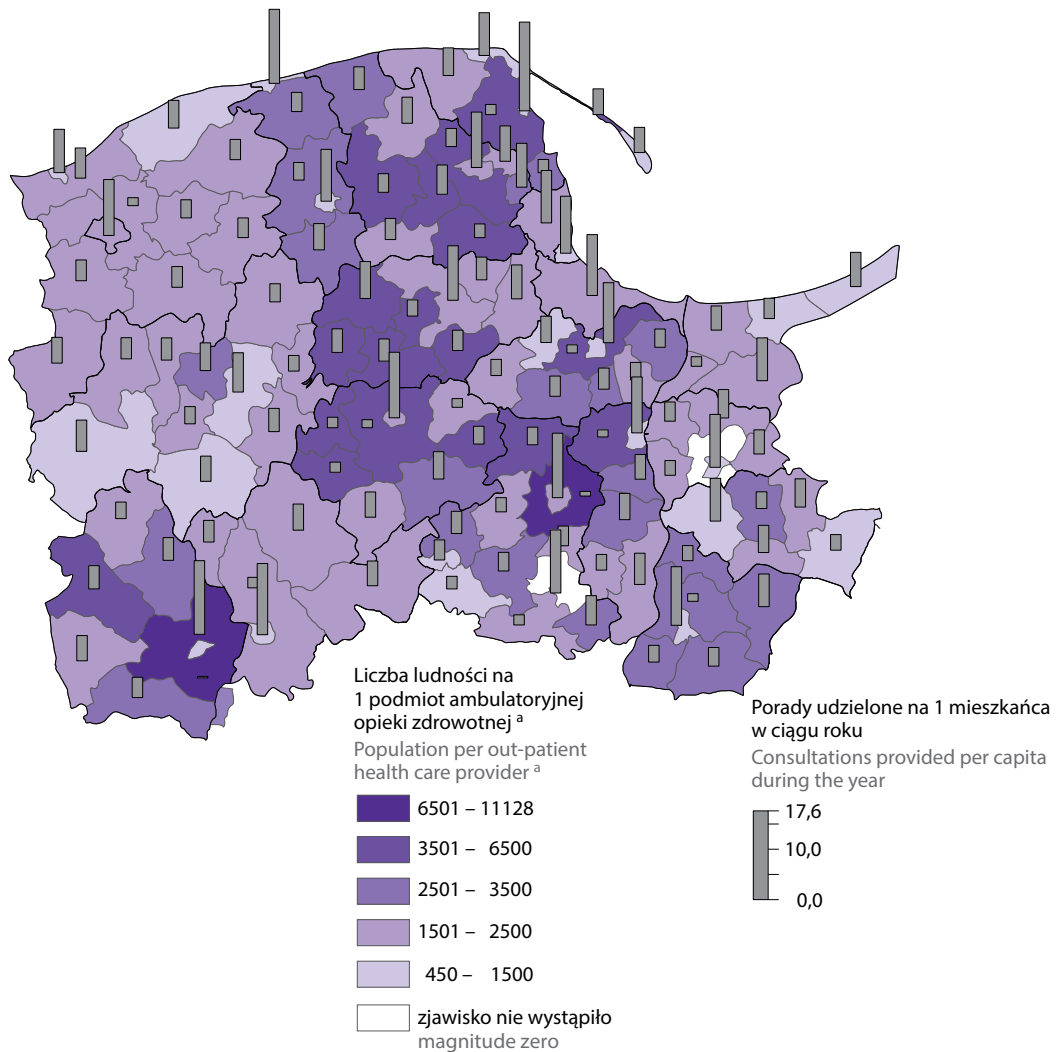 Liczba ludności na
1 podmiot ambulatoryjnej
opieki zdrowotnej ª
Population per out-patient
health care provider ª
6501 – 11128
3501 – 6500
2501 – 3500
1501 – 2500
450 – 1500
zjawisko nie wystąpiło
magnitude zero
Porady udzielone na 1 mieszkańca
w ciągu roku
Consultations provided per capita
during the year
17,6
10,0
0,0